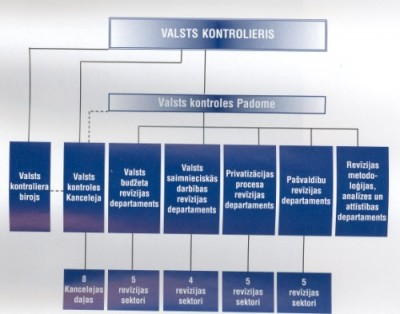 VALSTS KONTROLIERIS
Valsts kontroles Padome
Valsts
kontroliera
birojs
Valsts
kontroles
Kanceleja
Valsts
budžeta
revīzijas
departaments
Valsts
saimnieciskās
darbības
revīzijas
departaments
Privatizācijas
procesa
revīzijas
departaments
Pašvaldību
revīzijas
departaments
Revīzijas
metodo-
loģijas,
analīzes un
attīstības
departaments
8
Kancelejas
daļas
5
revīzijas
sektori
4
revīzijas
sektori
5
revīzijas
sektori
5
revīzijas
sektori